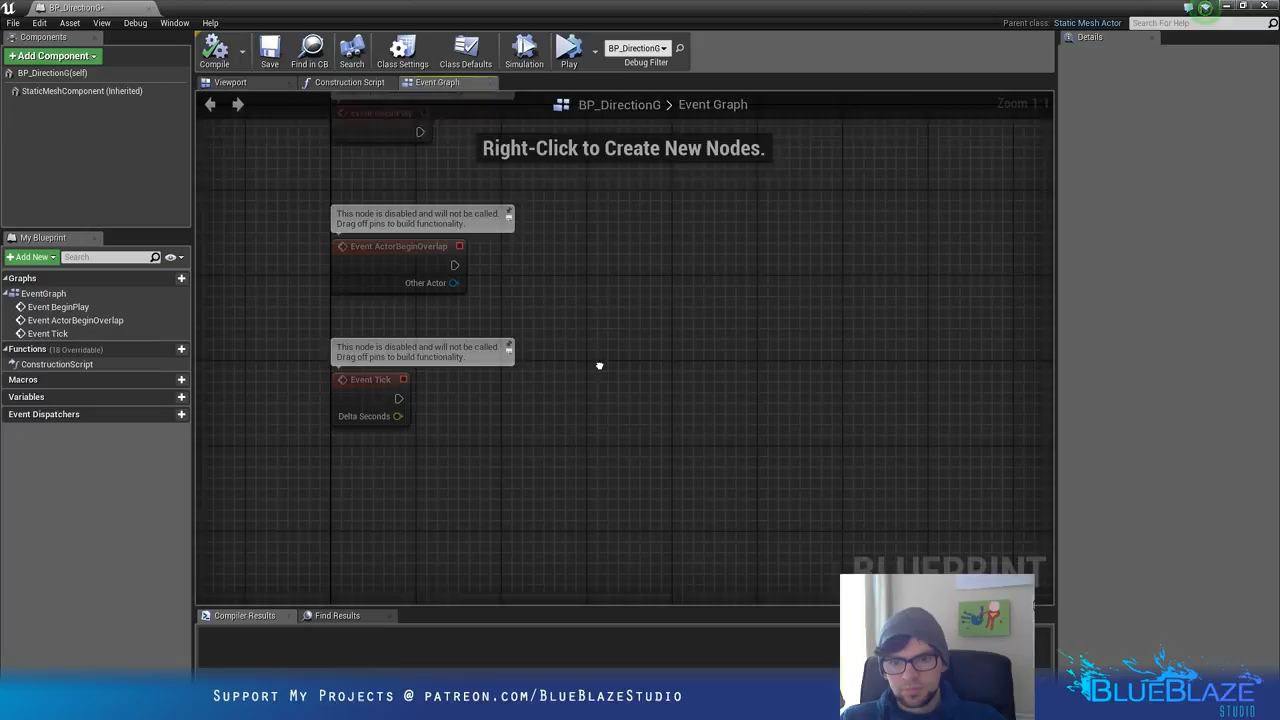 BP_DirectionG*
File Edit Asset View Debug Window Help
Parent class: Static Mesh Actor
Search For Help
Components
+Add Component
BP_DirectionG(self)
StaticMeshComponent (Inherited)
Compile
Save
Find in CB
Search
Class Settings
Class Defaults
Simulation
Play
BP_DirectionG
Debug Filter
Details
Viewport
Construction Script
Event Graph
BP_DirectionG > Event Graph
Zoom 1:1
Event BeginPlay
Right-Click to Create New Nodes.
This node is disabled and will not be called.
Drag off pins to build functionality.
Event ActorBeginOverlap
Other Actor
This node is disabled and will not be called.
Drag off pins to build functionality.
Event Tick
Delta Seconds
My Blueprint
+Add New
Search
Graphs
EventGraph
Event BeginPlay
Event ActorBeginOverlap
Event Tick
Functions (18 Overridable)
ConstructionScript
Macros
Variables
Event Dispatchers
BLUEPRINT
Compiler Results
Find Results
Support My Projects @ patreon.com/BlueBlazeStudio
BlueBlaze
Studio